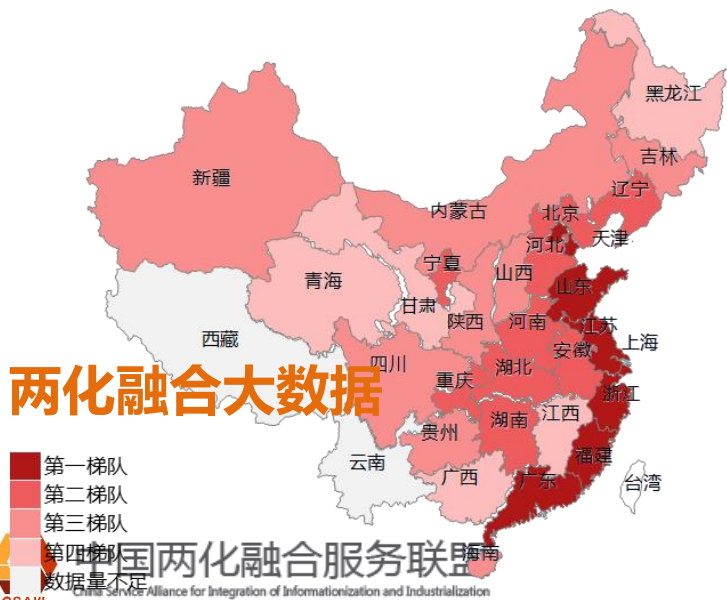 黑龙江
吉林
辽宁
新疆
内蒙古
北京
天津
河北
宁夏
山西
青海
山东
甘肃
陕西
河南
江苏
西藏
安徽
上海
四川
湖北
重庆
浙江
两化融合大数据
湖南
江西
贵州
福建
云南
广西
广东
台湾
第一梯队
第二梯队
第三梯队
第四梯队
中国两化融合服务联盟
海南
数据量不足
China Service Alliance for Integration of Informationization and Industrialization